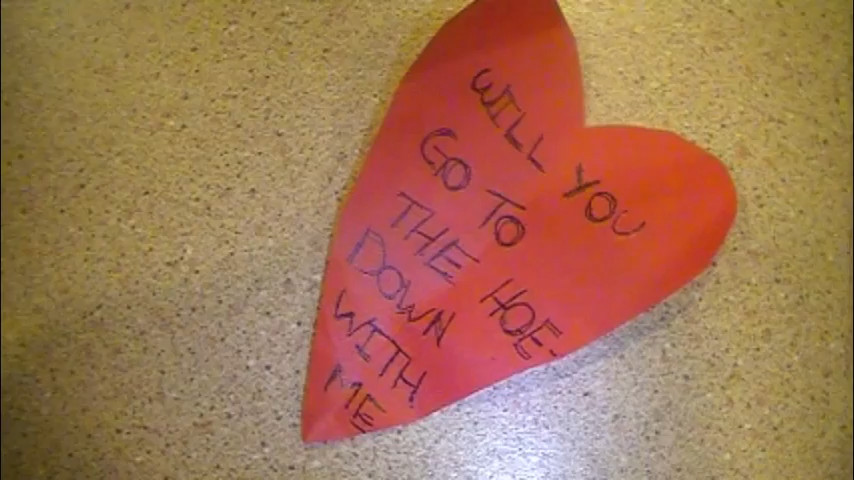 WILL YOU
GO TO
THE HOE-
DOWN
WITH
ME